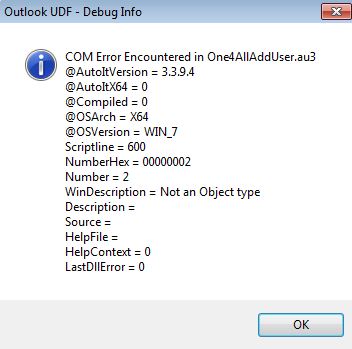 Outlook UDF - Debug Info
COM Error Encountered in One4AllAddUser.au3
@AutoItVersion = 3.3.9.4
@AutoItX64 = 0
@Compiled = 0
@OSArch = X64
@OSVersion = WIN_7
Scriptline = 600
NumberHex = 00000002
Number = 2
WinDescription = Not an Object type
Description =
Source =
HelpFile =
HelpContext = 0
LastDllError = 0
OK